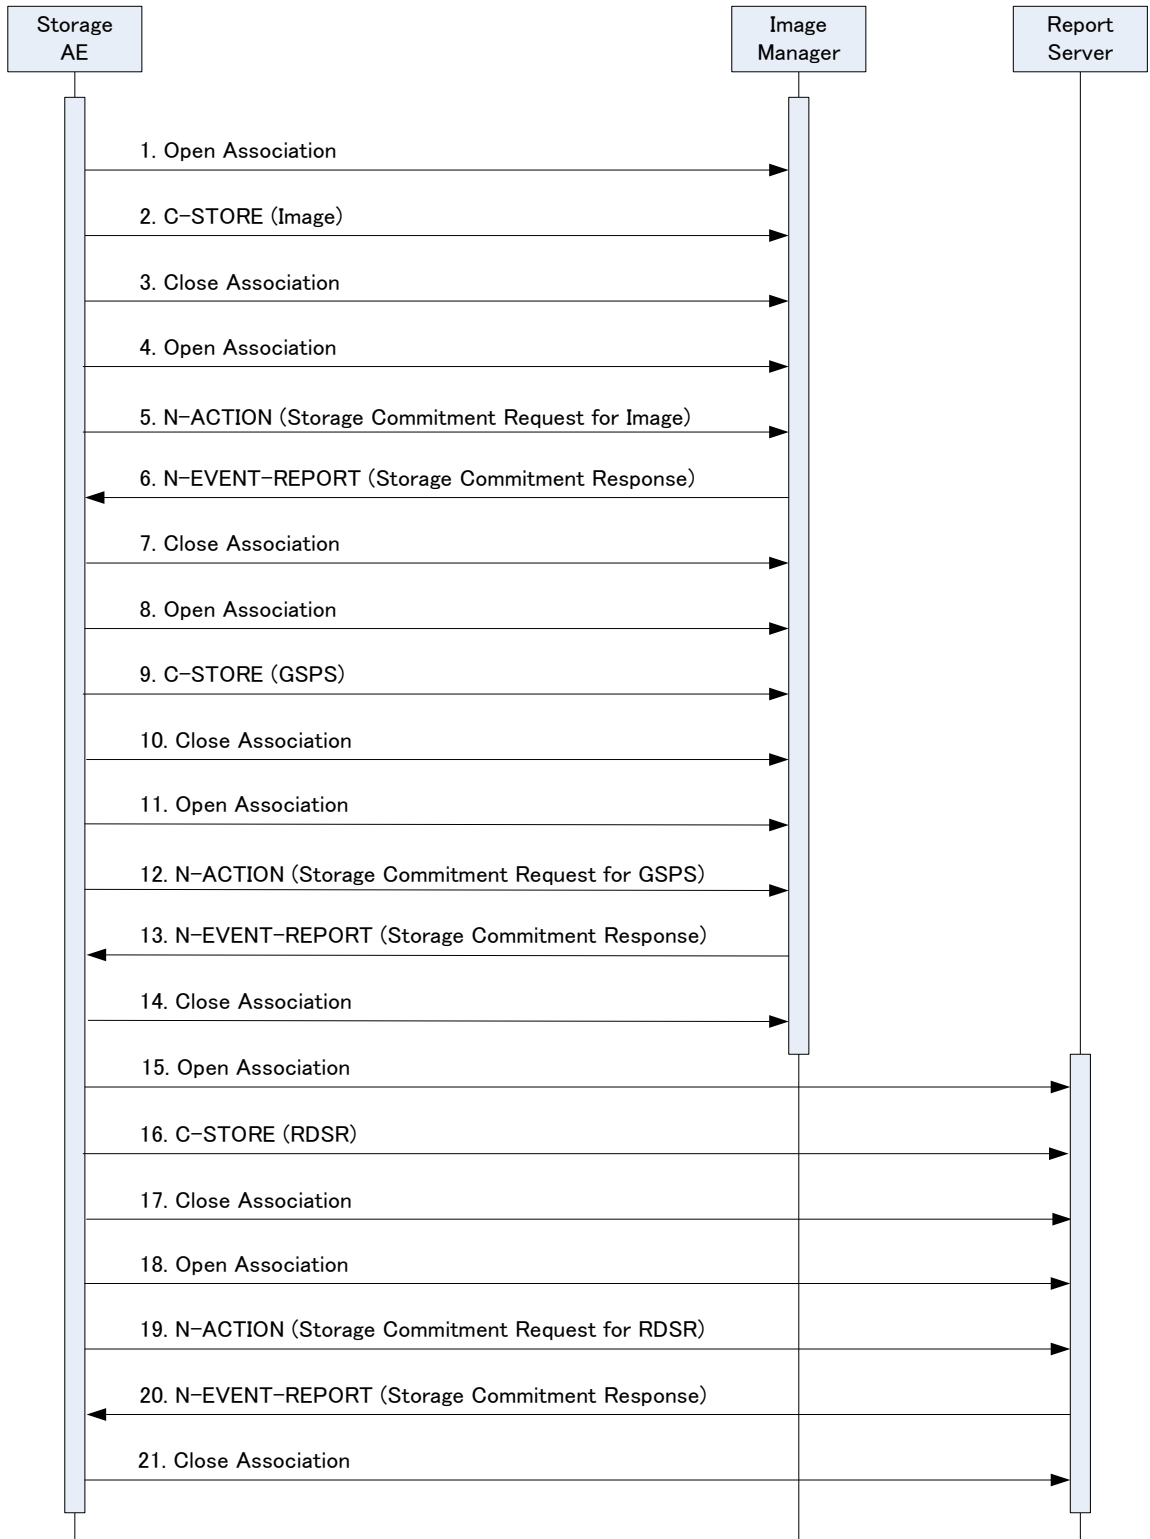 Storage
AE
Image
Manager
Report
Server
1. Open Association
2. C-STORE (Image)
3. Close Association
4. Open Association
5. N-ACTION (Storage Commitment Request for Image)
6. N-EVENT-REPORT (Storage Commitment Response)
7. Close Association
8. Open Association
9. C-STORE (GSPS)
10. Close Association
11. Open Association
12. N-ACTION (Storage Commitment Request for GSPS)
13. N-EVENT-REPORT (Storage Commitment Response)
14. Close Association
15. Open Association
16. C-STORE (RDSR)
17. Close Association
18. Open Association
19. N-ACTION (Storage Commitment Request for RDSR)
20. N-EVENT-REPORT (Storage Commitment Response)
21. Close Association